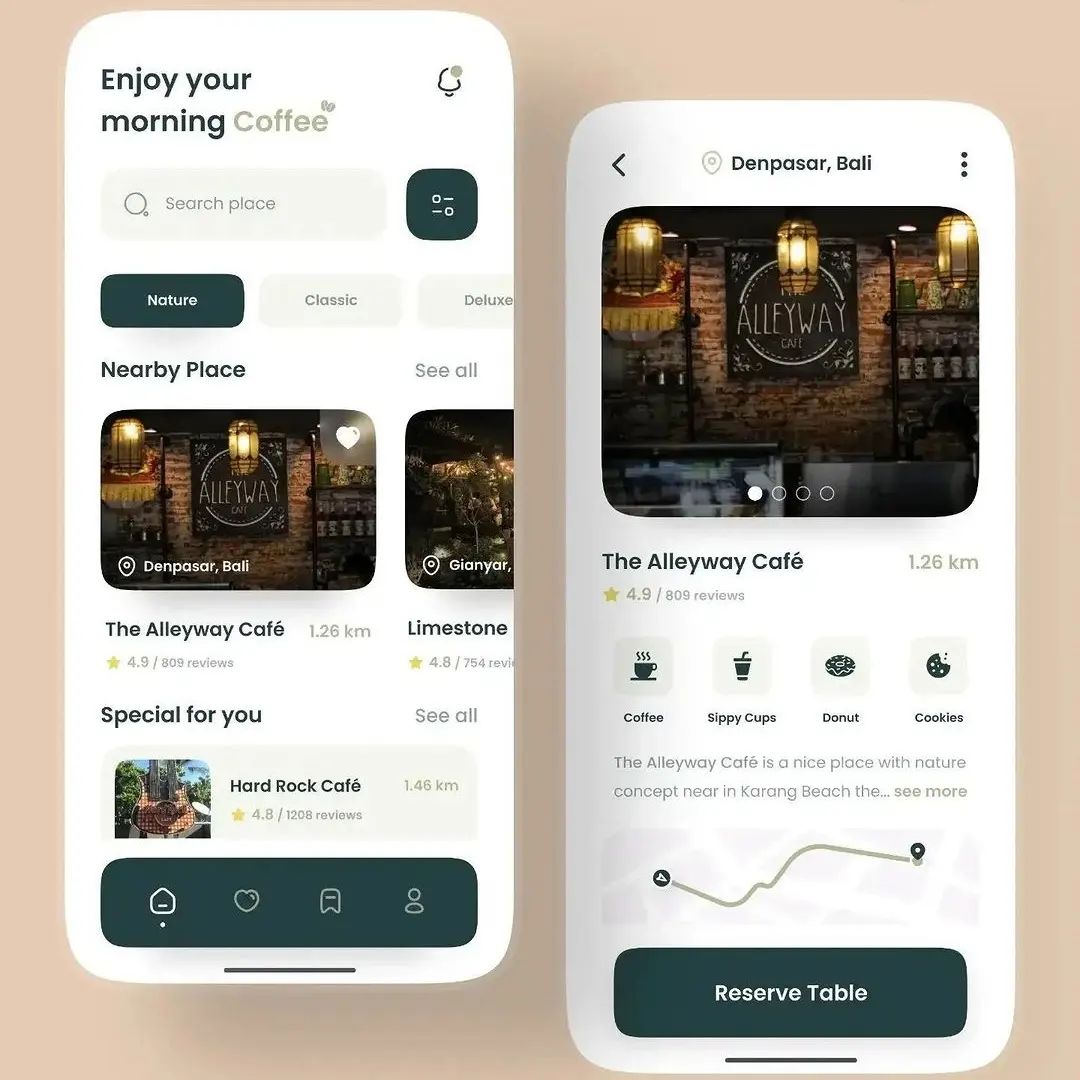 Enjoy your
morning Coffee
Search place
Nature
Classic
Deluxe
Nearby Place
See all
ALLEYWAY
CAFE
Denpasar, Bali
Gianyar,
The Alleyway Café
1.26 km
Limestone
4.9 / 809 reviews
4.8 / 754 revie
Special for you
See all
Hard Rock Café
1.46 km
4.8 / 1208 reviews
Denpasar, Bali
THE
ALLEYWAY
CAFE
The Alleyway Café
1.26 km
4.9 / 809 reviews
Coffee
Sippy Cups
Donut
Cookies
The Alleyway Café is a nice place with nature
concept near in Karang Beach the... see more
Reserve Table